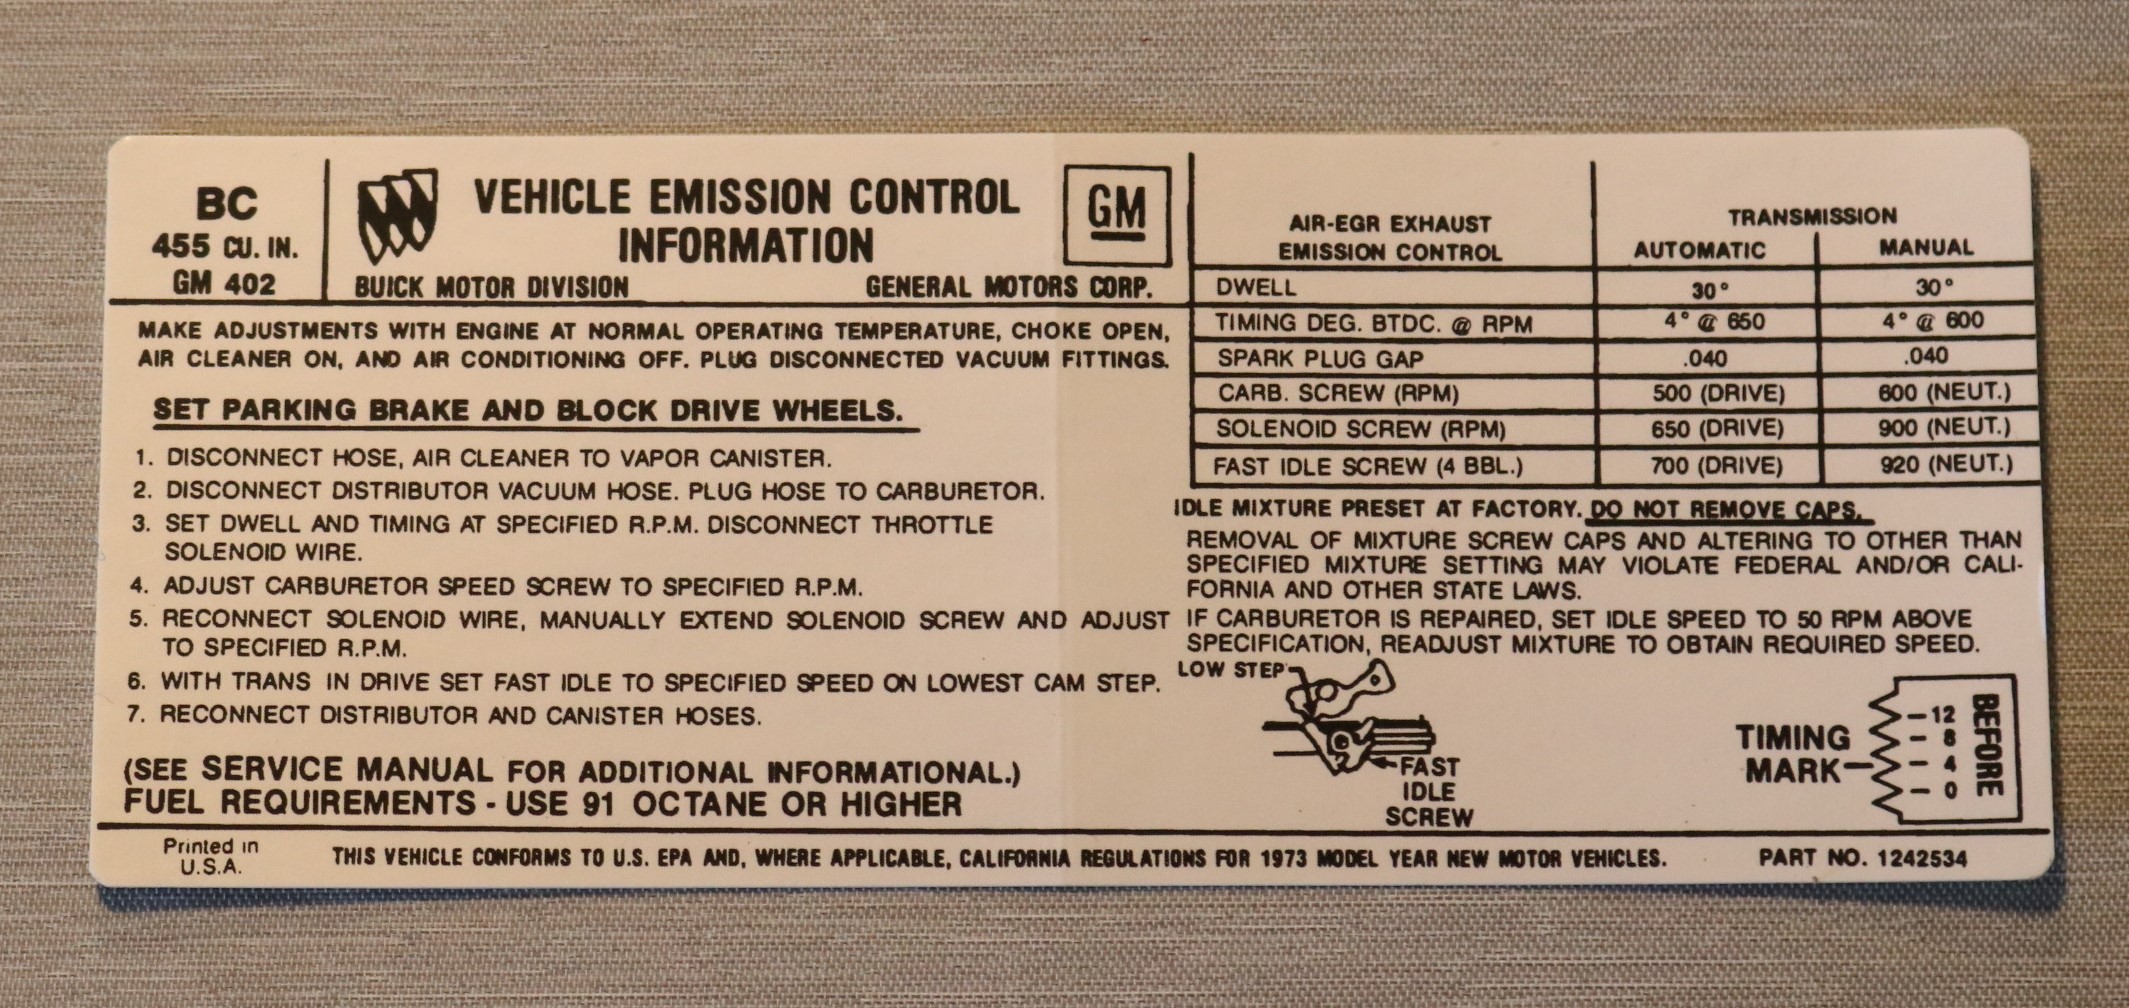 BC
455 CU. IN.
GM 402
VEHICLE EMISSION CONTROL
INFORMATION
BUICK MOTOR DIVISION GENERAL MOTORS CORP.
GM
MAKE ADJUSTMENTS WITH ENGINE AT NORMAL OPERATING TEMPERATURE, CHOKE OPEN,
AIR CLEANER ON, AND AIR CONDITIONING OFF. PLUG DISCONNECTED VACUUM FITTINGS.
SET PARKING BRAKE AND BLOCK DRIVE WHEELS.
1. DISCONNECT HOSE, AIR CLEANER TO VAPOR CANISTER.
2. DISCONNECT DISTRIBUTOR VACUUM HOSE. PLUG HOSE TO CARBURETOR.
3. SET DWELL AND TIMING AT SPECIFIED R.P.M. DISCONNECT THROTTLE
SOLENOID WIRE.
4. ADJUST CARBURETOR SPEED SCREW TO SPECIFIED R.P.M.
5. RECONNECT SOLENOID WIRE, MANUALLY EXTEND SOLENOID SCREW AND ADJUST
TO SPECIFIED R.P.M.
6. WITH TRANS IN DRIVE SET FAST IDLE TO SPECIFIED SPEED ON LOWEST CAM STEP.
7. RECONNECT DISTRIBUTOR AND CANISTER HOSES.
(SEE SERVICE MANUAL FOR ADDITIONAL INFORMATIONAL.)
FUEL REQUIREMENTS - USE 91 OCTANE OR HIGHER
AIR-EGR EXHAUST
EMISSION CONTROL
TRANSMISSION
AUTOMATIC MANUAL
DWELL 30° 30°
TIMING DEG. BTDC. @ RPM 4° @ 650 4° @ 600
SPARK PLUG GAP .040 .040
CARB. SCREW (RPM) 500 (DRIVE) 600 (NEUT.)
SOLENOID SCREW (RPM) 650 (DRIVE) 900 (NEUT.)
FAST IDLE SCREW (4 BBL.) 700 (DRIVE) 920 (NEUT.)
IDLE MIXTURE PRESET AT FACTORY. DO NOT REMOVE CAPS.
REMOVAL OF MIXTURE SCREW CAPS AND ALTERING TO OTHER THAN
SPECIFIED MIXTURE SETTING MAY VIOLATE FEDERAL AND/OR CALI-
FORNIA AND OTHER STATE LAWS.
IF CARBURETOR IS REPAIRED, SET IDLE SPEED TO 50 RPM ABOVE
SPECIFICATION, READJUST MIXTURE TO OBTAIN REQUIRED SPEED.
LOW STEP
FAST
IDLE
SCREW
TIMING
MARK
12
8
4
0
BEFORE
Printed in
U.S.A.
THIS VEHICLE CONFORMS TO U.S. EPA AND, WHERE APPLICABLE, CALIFORNIA REGULATIONS FOR 1973 MODEL YEAR NEW MOTOR VEHICLES.
PART NO. 1242534